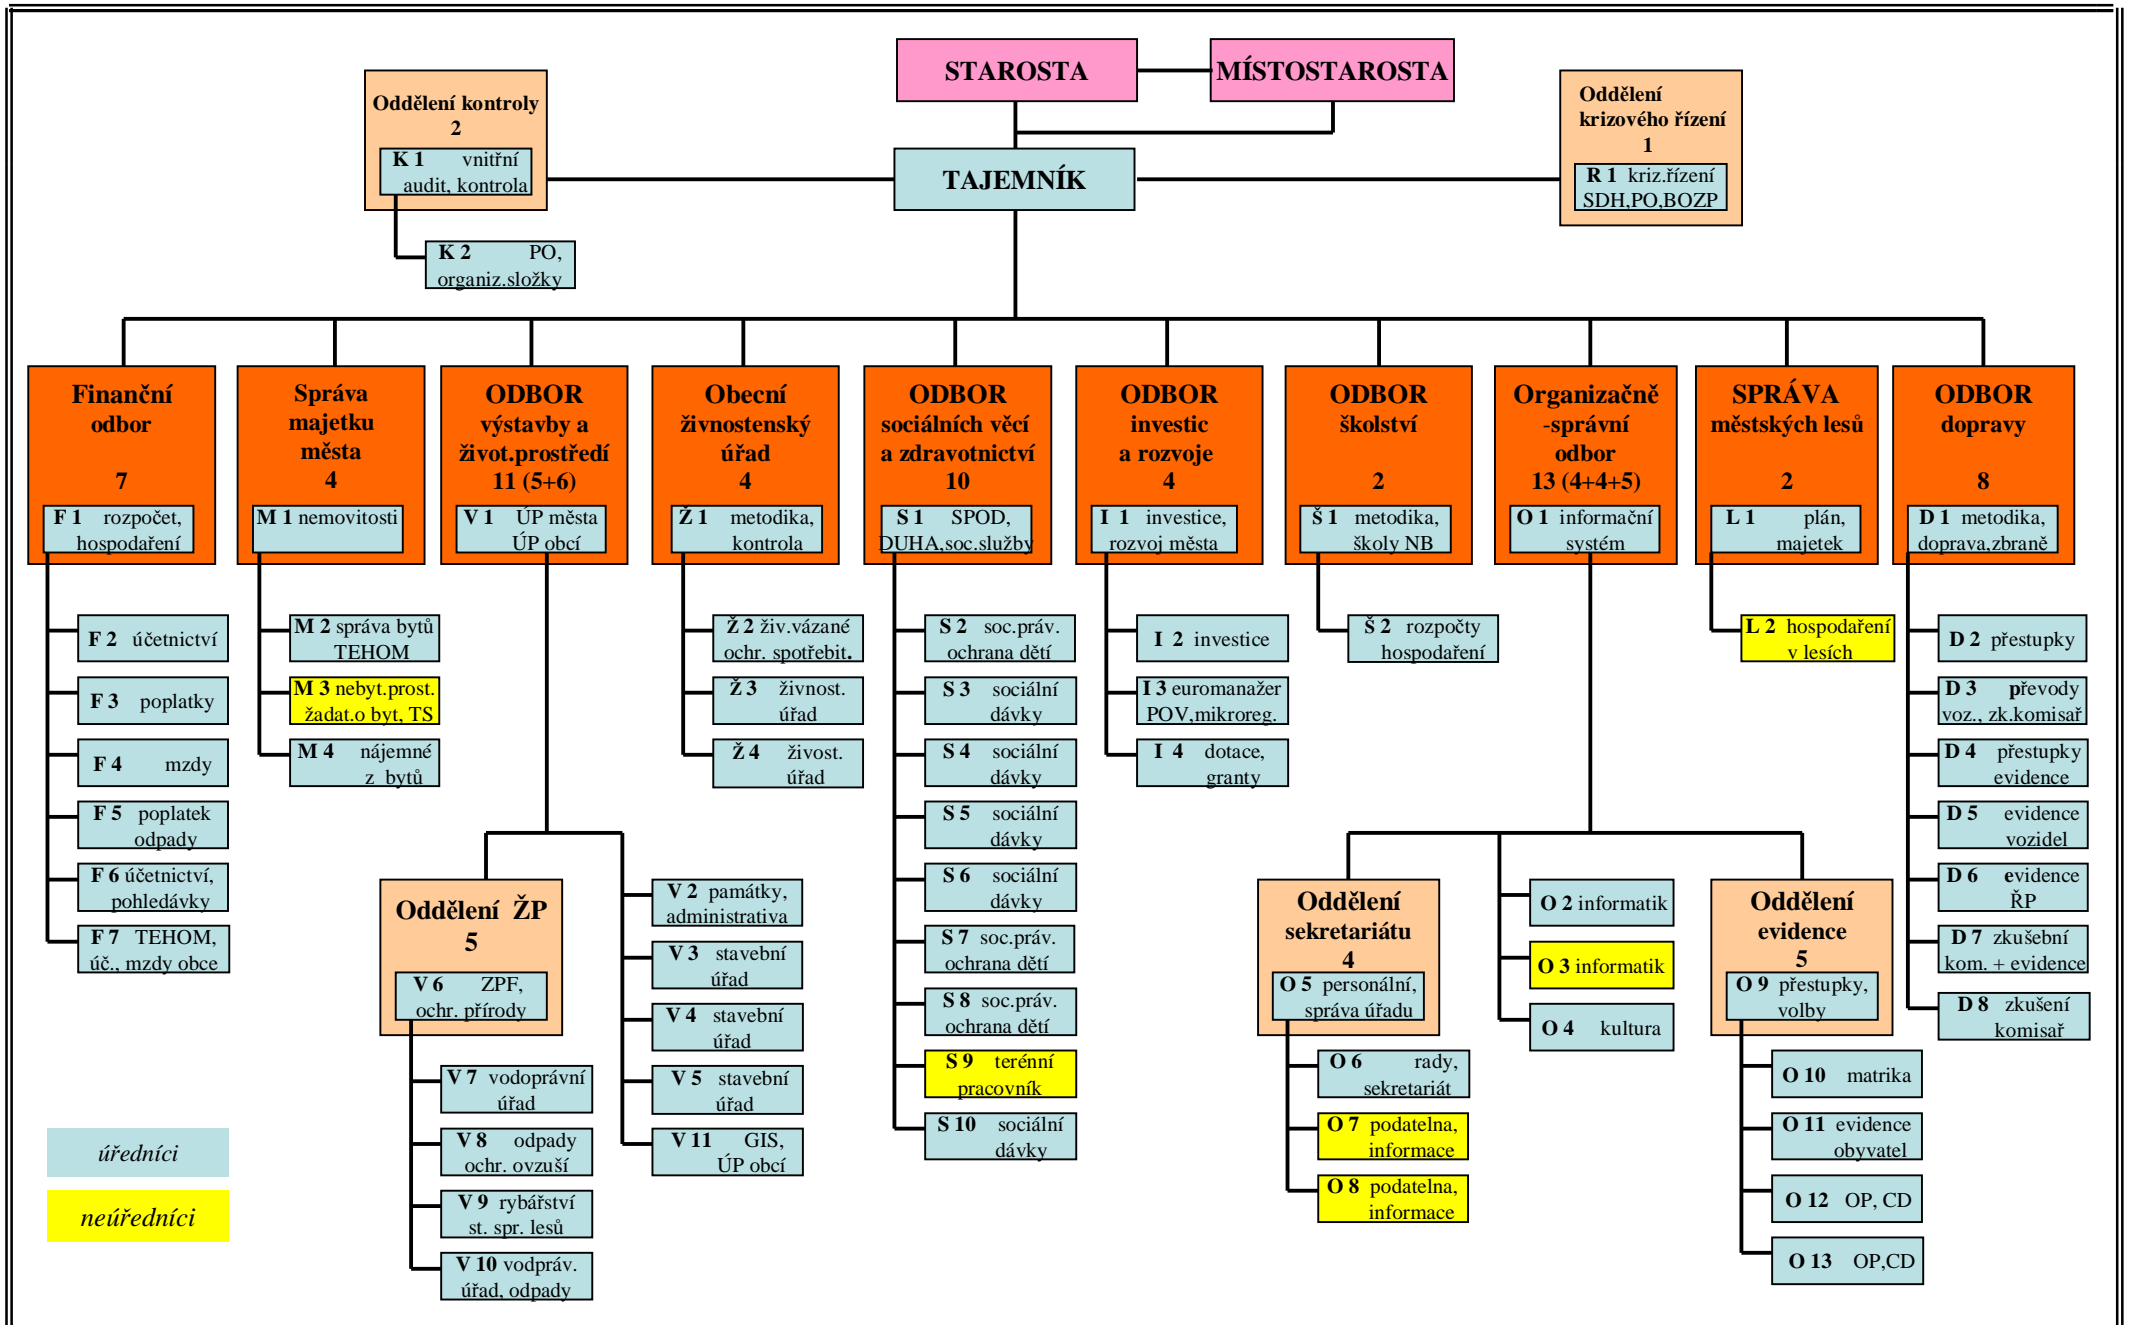 STAROSTA
MÍSTOSTAROSTA
Oddělení kontroly
2
K 1 vnitřní
audit, kontrola
K 2 PO,
organiz.složky
TAJEMNÍK
Oddělení
krizového řízení
1
R 1 kriz.řízení
SDH,PO,BOZP
Finanční
odbor
7
F 1 rozpočet,
hospodaření
F 2 účetnictví
F 3 poplatky
F 4 mzdy
F 5 poplatek
odpady
F 6 účetnictví,
pohledávky
F 7 TEHOM,
úč., mzdy obce
Správa
majetku
města
4
M 1 nemovitosti
M 2 správa bytů
TEHOM
M 3 nebyt.prost.
žadat.o byt, TS
M 4 nájemné
z bytů
ODBOR
výstavby a
život.prostředí
11 (5+6)
V 1 ÚP města
ÚP obcí
Oddělení ŽP
5
V 6 ZPF,
ochr. přírody
V 7 vodoprávní
úřad
V 8 odpady
ochr. ovzuší
V 9 rybářství
st. spr. lesů
V 10 vodpráv.
úřad, odpady
V 2 památky,
administrativa
V 3 stavební
úřad
V 4 stavební
úřad
V 5 stavební
úřad
V 11 GIS,
ÚP obcí
Obecní
živnostenský
úřad
4
Ž 1 metodika,
kontrola
Ž 2 živ.vázané
ochr. spotřebit.
Ž 3 živnost.
úřad
Ž 4 živost.
úřad
ODBOR
sociálních věcí
a zdravotnictví
10
S 1 SPOD,
DUHA,soc.služby
S 2 soc.práv.
ochrana dětí
S 3 sociální
dávky
S 4 sociální
dávky
S 5 sociální
dávky
S 6 sociální
dávky
S 7 soc.práv.
ochrana dětí
S 8 soc.práv.
ochrana dětí
S 9 terénní
pracovník
S 10 sociální
dávky
ODBOR
investic
a rozvoje
4
I 1 investice,
rozvoj města
I 2 investice
I 3 euromanažer
POV,mikroreg.
I 4 dotace,
granty
ODBOR
školství
2
Š 1 metodika,
školy NB
Š 2 rozpočty
hospodaření
Organizačně
-správní
odbor
13 (4+4+5)
O 1 informační
systém
Oddělení
sekretariátu
4
O 5 personální,
správa úřadu
O 6 rady,
sekretariát
O 7 podatelna,
informace
O 8 podatelna,
informace
O 2 informatik
O 3 informatik
O 4 kultura
Oddělení
evidence
5
O 9 přestupky,
volby
O 10 matrika
O 11 evidence
obyvatel
O 12 OP, CD
O 13 OP,CD
SPRÁVA
městských lesů
2
L 1 plán,
majetek
L 2 hospodaření
v lesích
ODBOR
dopravy
8
D 1 metodika,
doprava,zbraně
D 2 přestupky
D 3 převody
voz., zk.komisař
D 4 přestupky
evidence
D 5 evidence
vozidel
D 6 evidence
ŘP
D 7 zkušební
kom. + evidence
D 8 zkušení
komisař
úředníci
neúředníci